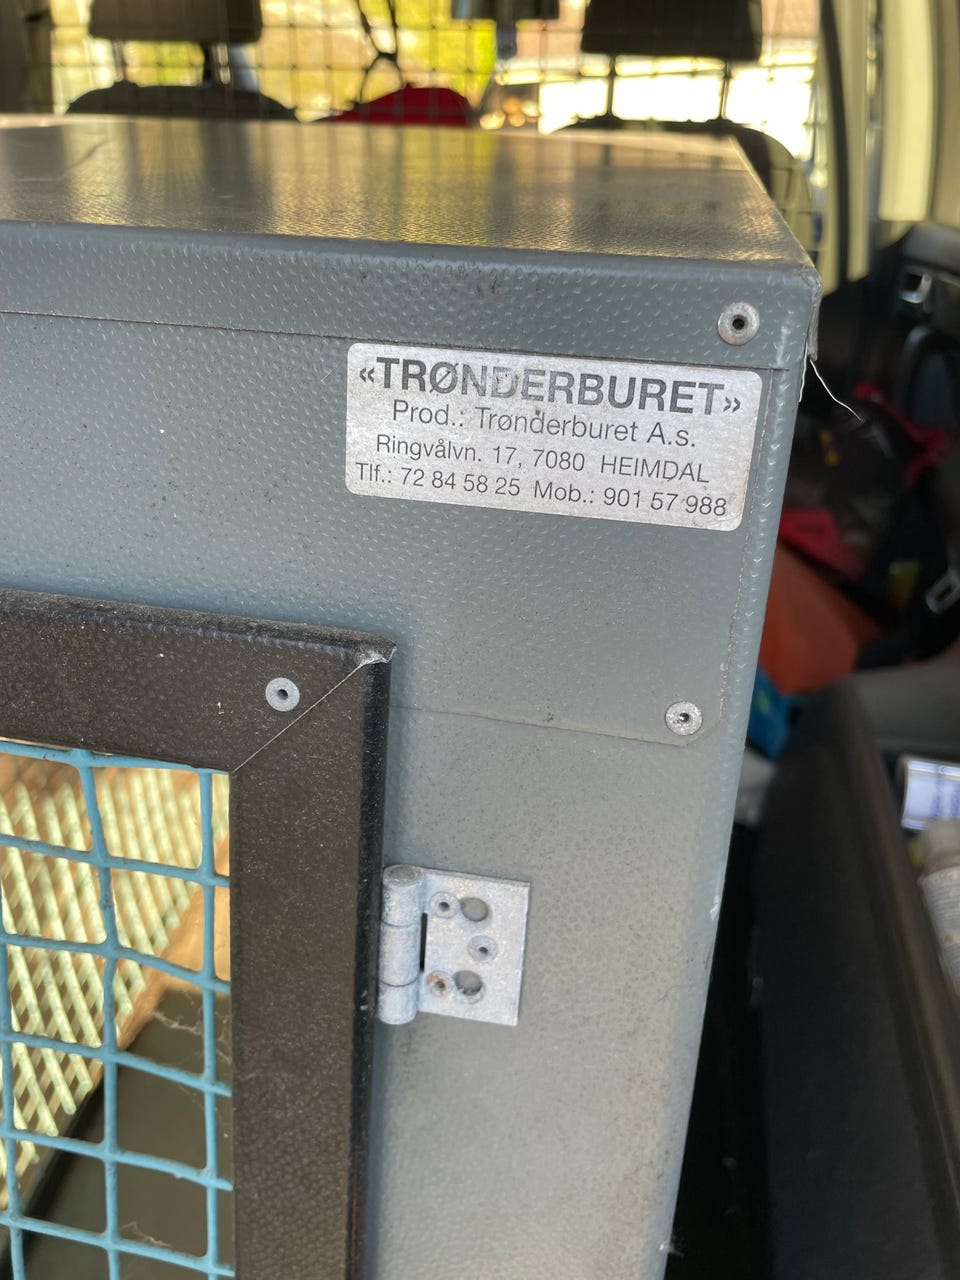 «TRØNDERBURET»
Prod.: Trønderburet A.s.
Ringvålvn. 17, 7080 HEIMDAL
Tlf.: 72 84 58 25 Mob.: 901 57 988